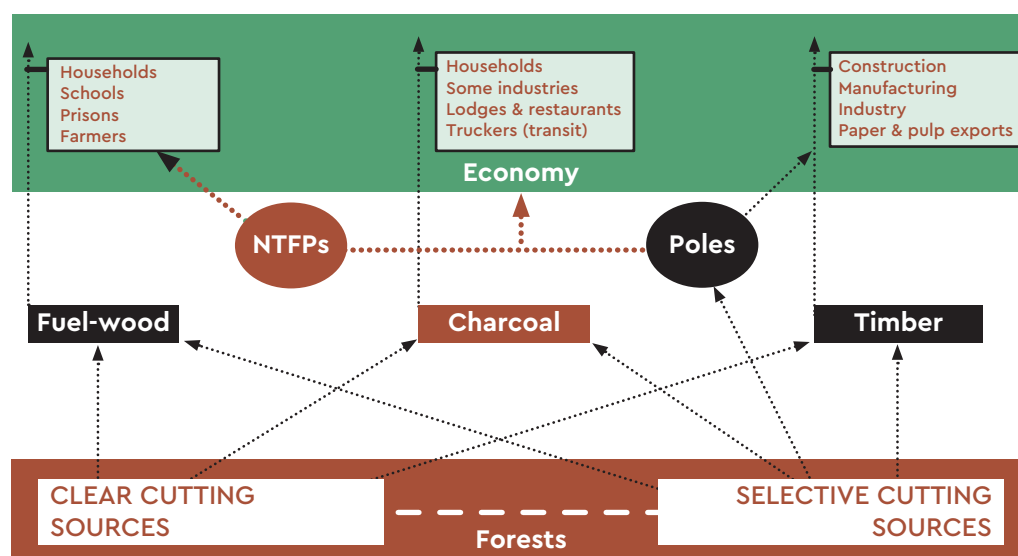 Households
Schools
Prisons
Farmers
Households
Some industries
Lodges & restaurants
Truckers (transit)
Construction
Manufacturing
Industry
Paper & pulp exports
Economy
NTFPs
Poles
Fuel-wood
Charcoal
Timber
CLEAR CUTTING
SOURCES
SELECTIVE CUTTING
SOURCES
Forests